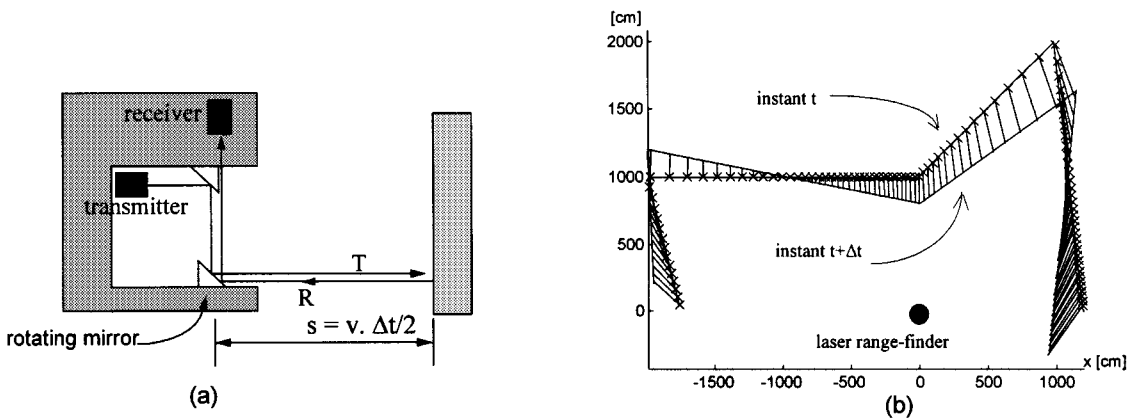 receiver
transmitter
T
R
s = v. Δt/2
rotating mirror
(a)
[cm]
2000
1500
1000
500
0
instant t
instant t+Δt
laser range-finder
-1500
-1000
-500
0
500
1000
x [cm]
(b)